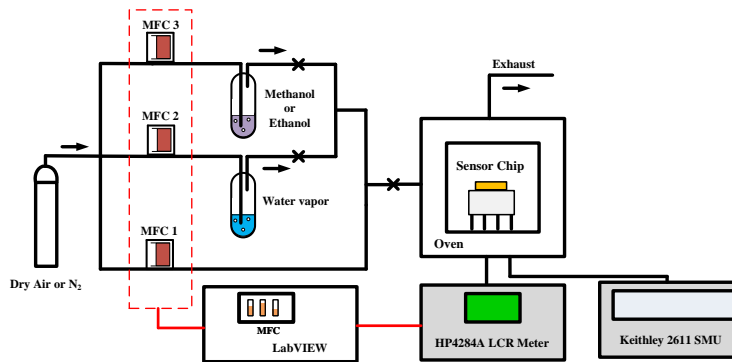 MFC 3
Exhaust
Methanol
or
Ethanol
MFC 2
Sensor Chip
Water vapor
MFC 1
Oven
Dry Air or N₂
MFC
LabVIEW
HP4284A LCR Meter
Keithley 2611 SMU